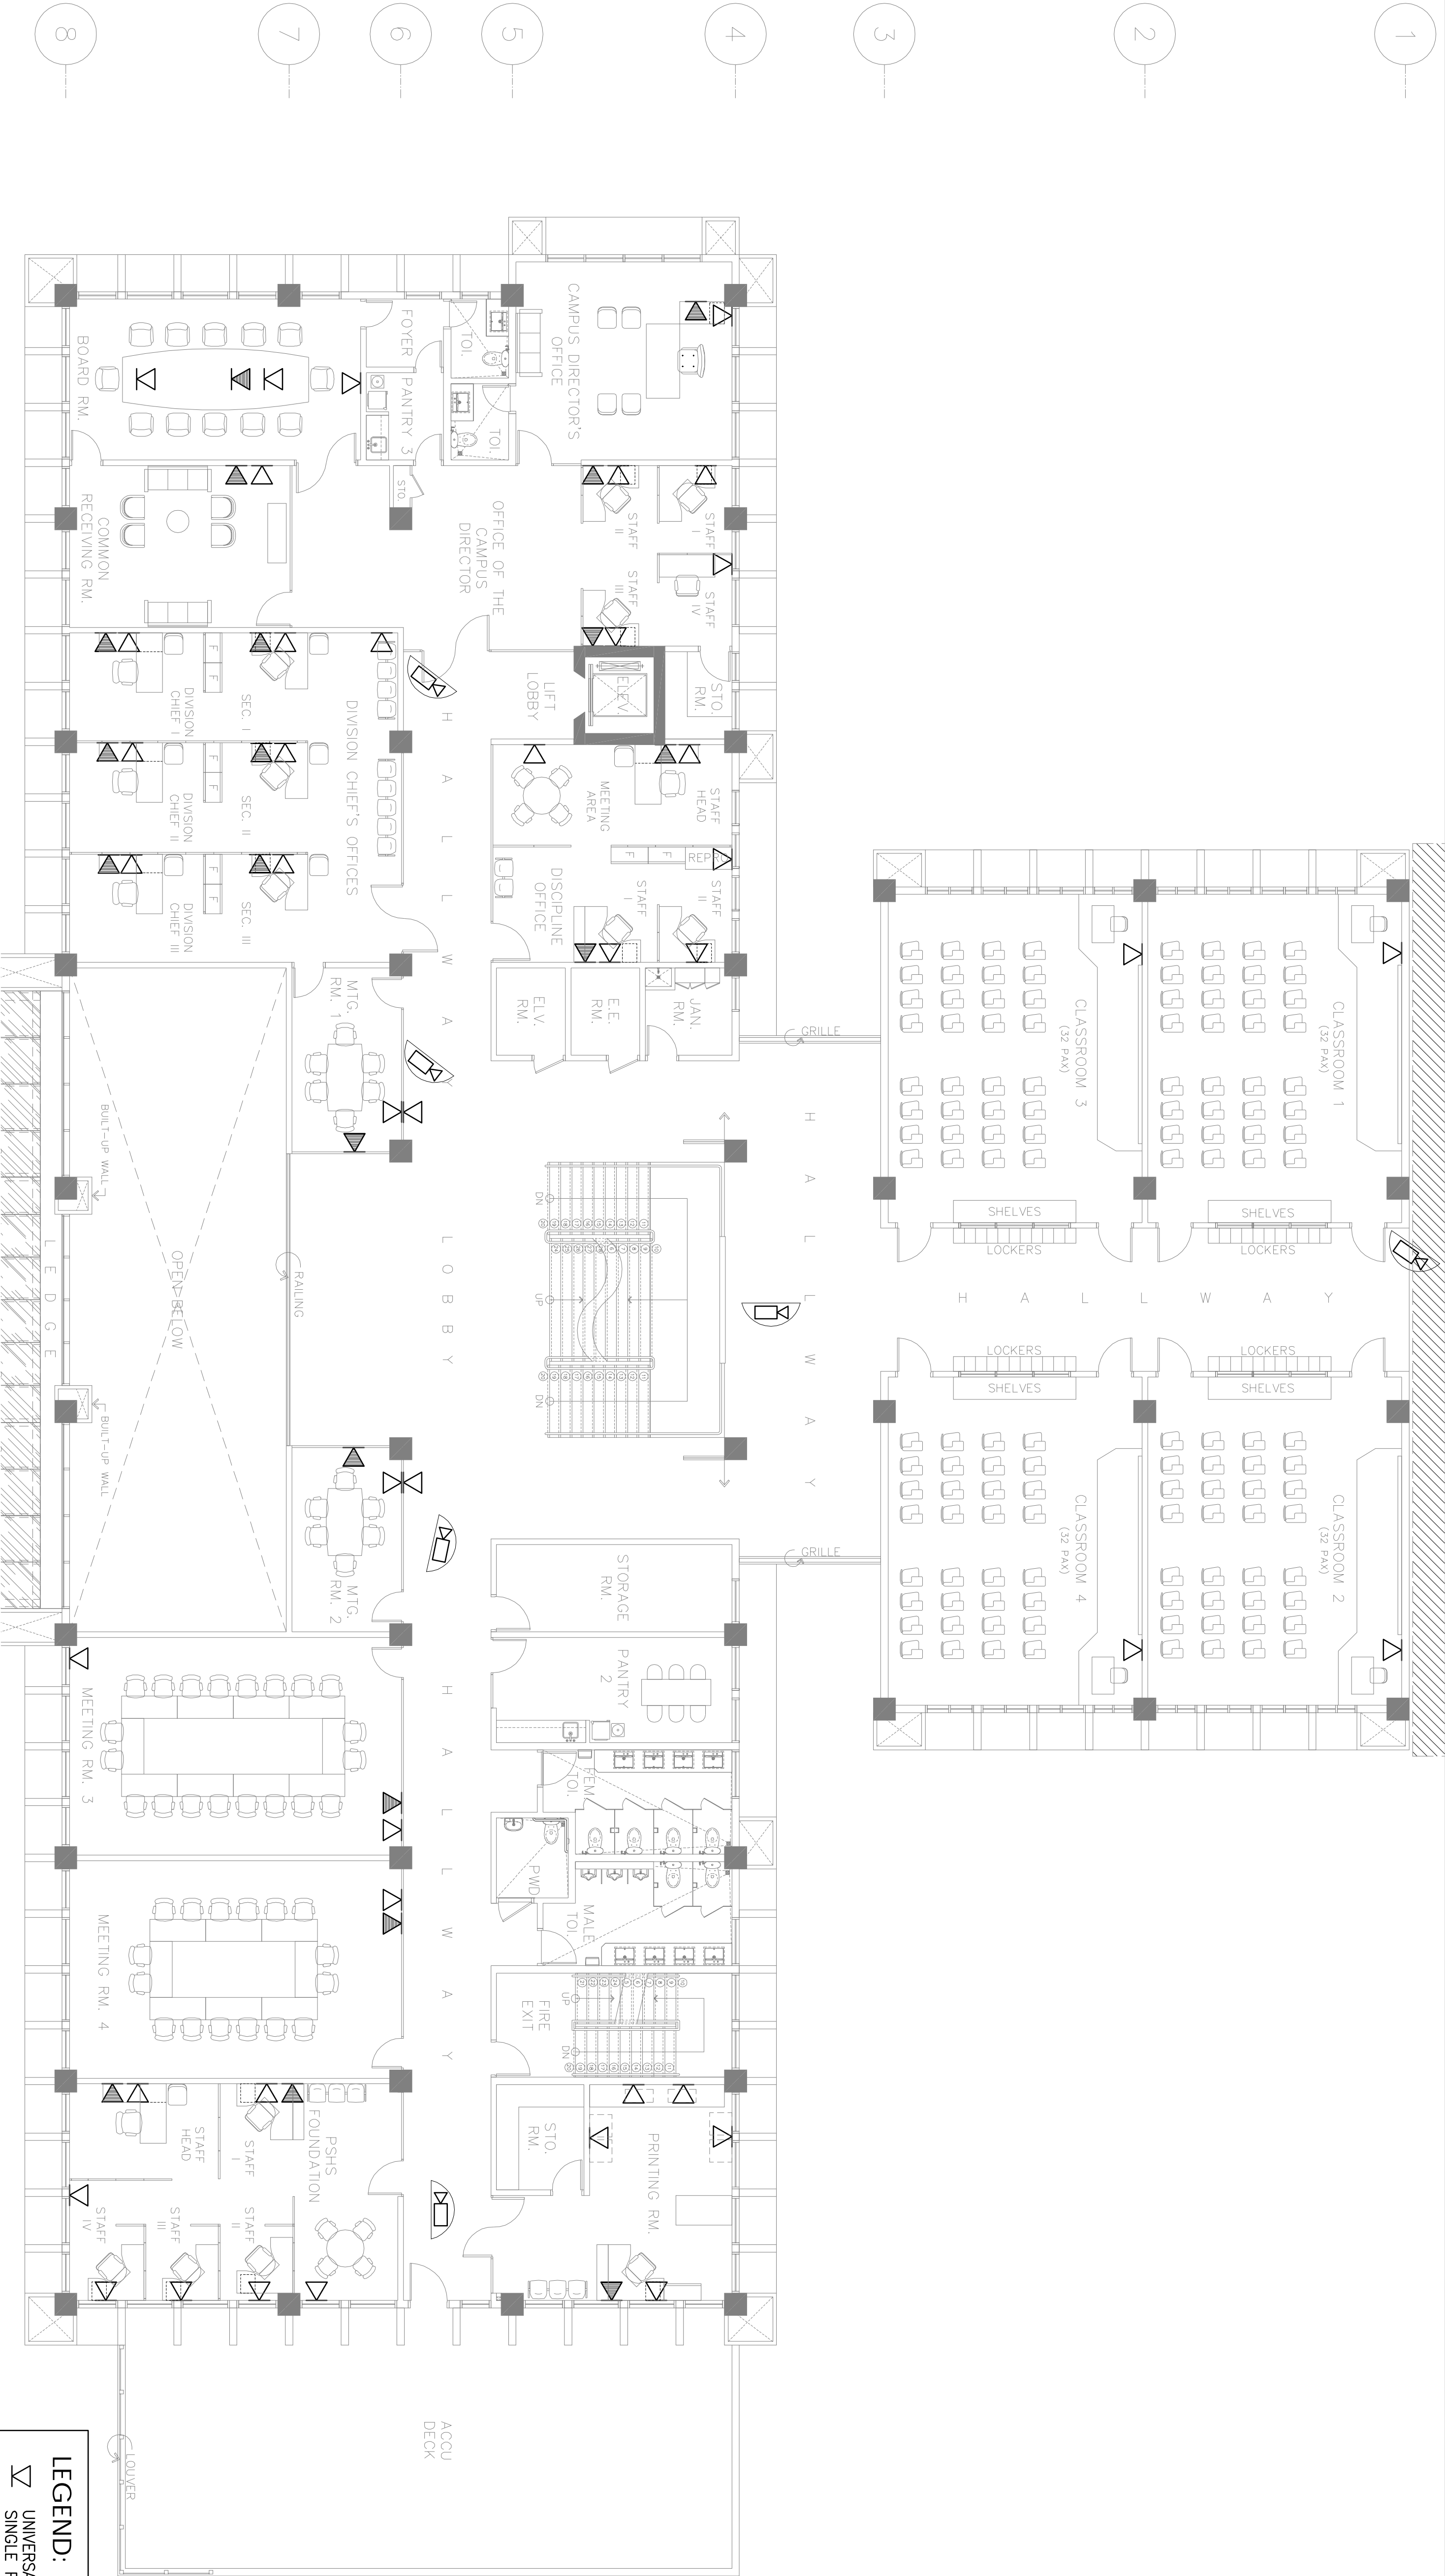 8
7
6
5
4
3
2
1
CAMPUS DIRECTOR'S
OFFICE
TOI.
TOI.
FOYER
PANTRY 3
BOARD RM.
STO.
STAFF
I
STAFF
II
STAFF
III
STAFF
IV
OFFICE OF THE
CAMPUS
DIRECTOR
COMMON
RECEIVING RM.
STO.
RM.
ELEV.
LIFT
LOBBY
HALLWAY
DIVISION CHIEF'S OFFICES
SEC. I
DIVISION
CHIEF I
SEC. II
DIVISION
CHIEF II
SEC. III
DIVISION
CHIEF III
F
F
F
F
F
F
STAFF
HEAD
MEETING
AREA
F
F
REPRO
STAFF
II
STAFF
I
DISCIPLINE
OFFICE
JAN.
RM.
E.E.
RM.
ELV.
RM.
MTG.
RM. 1
BUILT-UP WALL
LEDGE
OPEN BELOW
RAILING
LOBBY
DN
UP
DN
BUILT-UP WALL
GRILLE
HALLWAY
GRILLE
CLASSROOM 1
(32 PAX)
CLASSROOM 3
(32 PAX)
SHELVES
SHELVES
LOCKERS
LOCKERS
HALLWAY
LOCKERS
LOCKERS
SHELVES
SHELVES
CLASSROOM 2
(32 PAX)
CLASSROOM 4
(32 PAX)
MTG.
RM. 2
STORAGE
RM.
PANTRY
2
FEM.
TOI.
PWD
MALE
TOI.
HALLWAY
MEETING RM. 3
MEETING RM. 4
FIRE
EXIT
UP
DN
STO.
RM.
PRINTING RM.
PSHS
FOUNDATION
STAFF
HEAD
STAFF
I
STAFF
II
STAFF
III
STAFF
IV
ACCU
DECK
LOUVER
LEGEND:
UNIVERSA
SINGLE